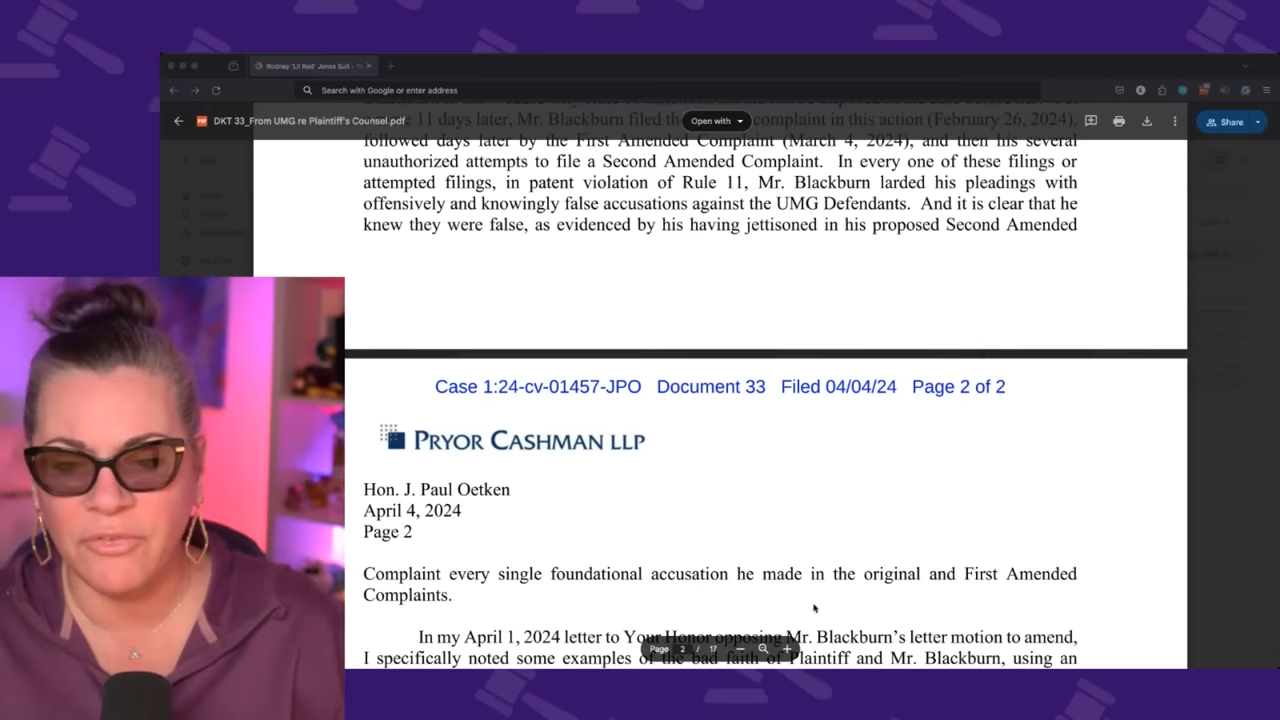 Rodney 'Lil Rod' Jones Suit -
Search with Google or enter address
DKT 33_From UMG re Plaintiff's Counsel.pdf
Open with
Share
11 days later, Mr. Blackburn filed the complaint in this action (February 26, 2024),
followed days later by the First Amended Complaint (March 4, 2024), and then his several
unauthorized attempts to file a Second Amended Complaint. In every one of these filings or
attempted filings, in patent violation of Rule 11, Mr. Blackburn larded his pleadings with
offensively and knowingly false accusations against the UMG Defendants. And it is clear that he
knew they were false, as evidenced by his having jettisoned in his proposed Second Amended
Case 1:24-cv-01457-JPO Document 33 Filed 04/04/24 Page 2 of 2
PRYOR CASHMAN LLP
Hon. J. Paul Oetken
April 4, 2024
Page 2
Complaint every single foundational accusation he made in the original and First Amended
Complaints.
In my April 1, 2024 letter to Your Honor opposing Mr. Blackburn's letter motion to amend,
I specifically noted some examples of the bad faith of Plaintiff and Mr. Blackburn, using an
Page 2 / 17